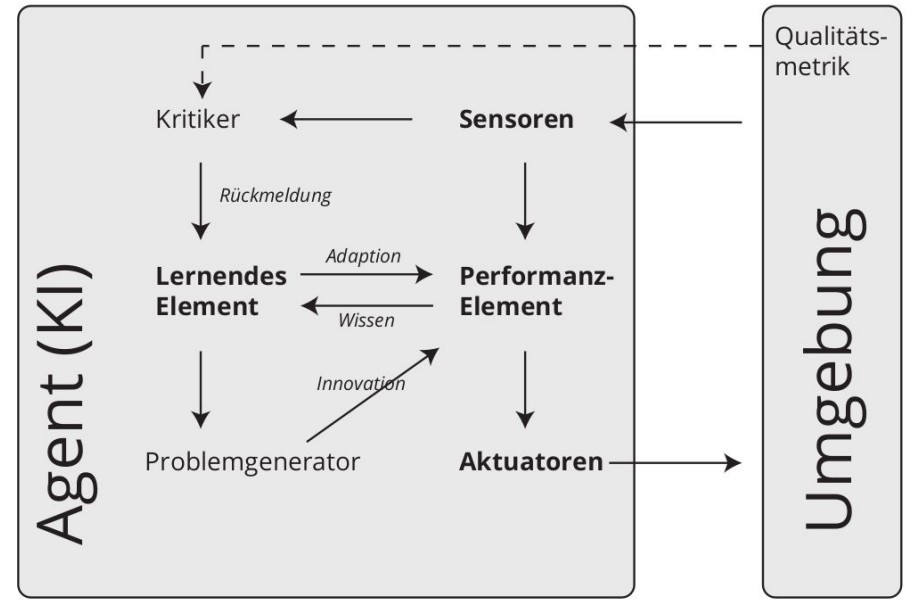 Qualitäts-
metrik
Kritiker
Sensoren
Rückmeldung
Lernendes
Element
Adaption
Wissen
Performanz-
Element
Innovation
Problemgenerator
Aktuatoren
Agent (KI)
Umgebung